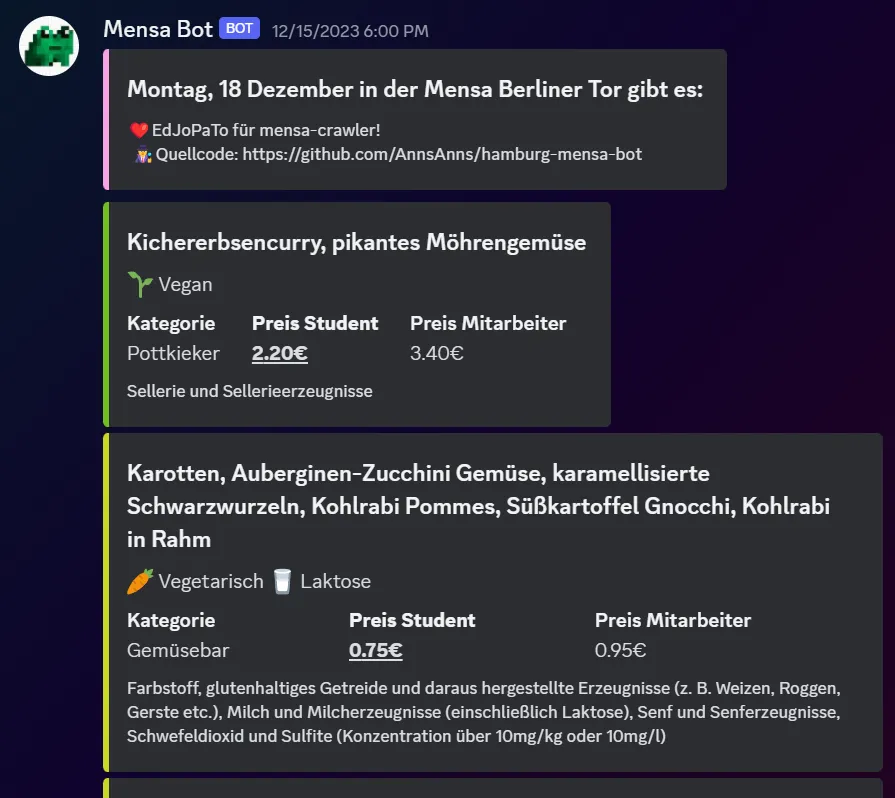 Mensa Bot BOT 12/15/2023 6:00 PM
Montag, 18 Dezember in der Mensa Berliner Tor gibt es:
❤️ EdJoPaTo für mensa-crawler!
👩‍🌾 Quellcode: https://github.com/AnnsAnns/hamburg-mensa-bot
Kichererbsencurry, pikantes Möhrengemüse
🌱 Vegan
Kategorie Preis Student Preis Mitarbeiter
Pottkieker 2.20€ 3.40€
Sellerie und Sellerieerzeugnisse
Karotten, Auberginen-Zucchini Gemüse, karamellisierte
Schwarzwurzeln, Kohlrabi Pommes, Süßkartoffel Gnocchi, Kohlrabi
in Rahm
🥕 Vegetarisch 🥛 Laktose
Kategorie Preis Student Preis Mitarbeiter
Gemüsebar 0.75€ 0.95€
Farbstoff, glutenhaltiges Getreide und daraus hergestellte Erzeugnisse (z. B. Weizen, Roggen,
Gerste etc.), Milch und Milcherzeugnisse (einschließlich Laktose), Senf und Senferzeugnisse,
Schwefeldioxid und Sulfite (Konzentration über 10mg/kg oder 10mg/l)